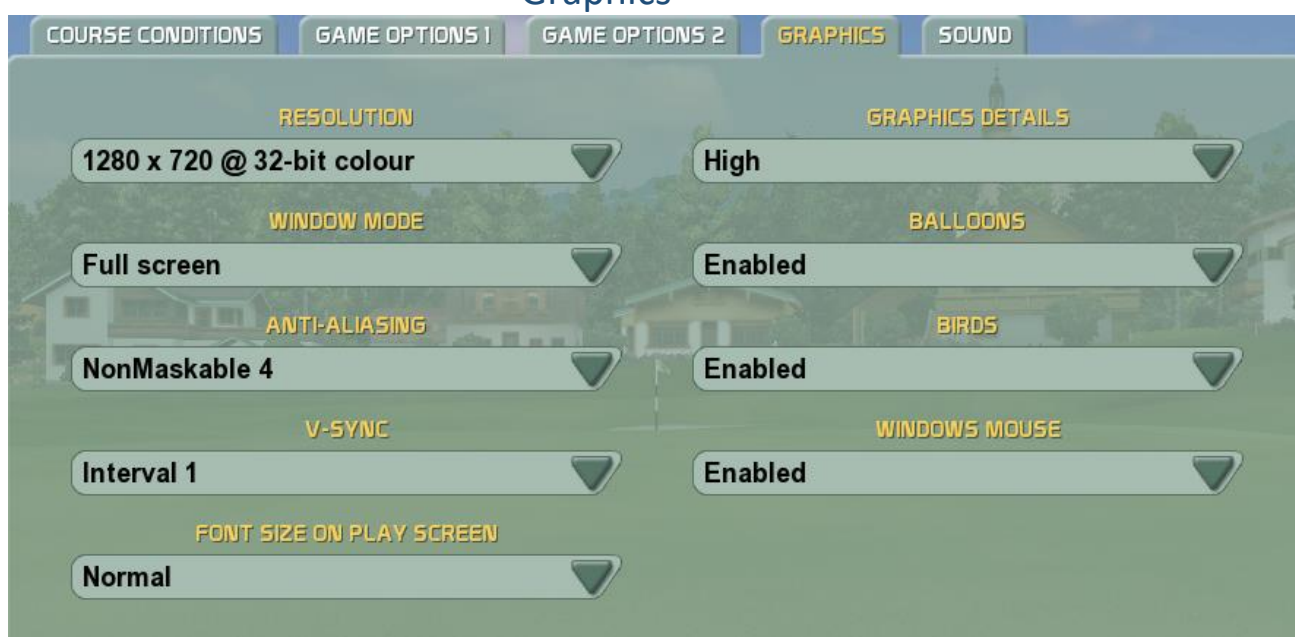 Graphics
COURSE CONDITIONS GAME OPTIONS 1 GAME OPTIONS 2 GRAPHICS SOUND
RESOLUTION GRAPHICS DETAILS
1280 x 720 @ 32-bit colour High
WINDOW MODE BALLOONS
Full screen Enabled
ANTI-ALIASING BIRDS
NonMaskable 4 Enabled
V-SYNC WINDOWS MOUSE
Interval 1 Enabled
FONT SIZE ON PLAY SCREEN
Normal